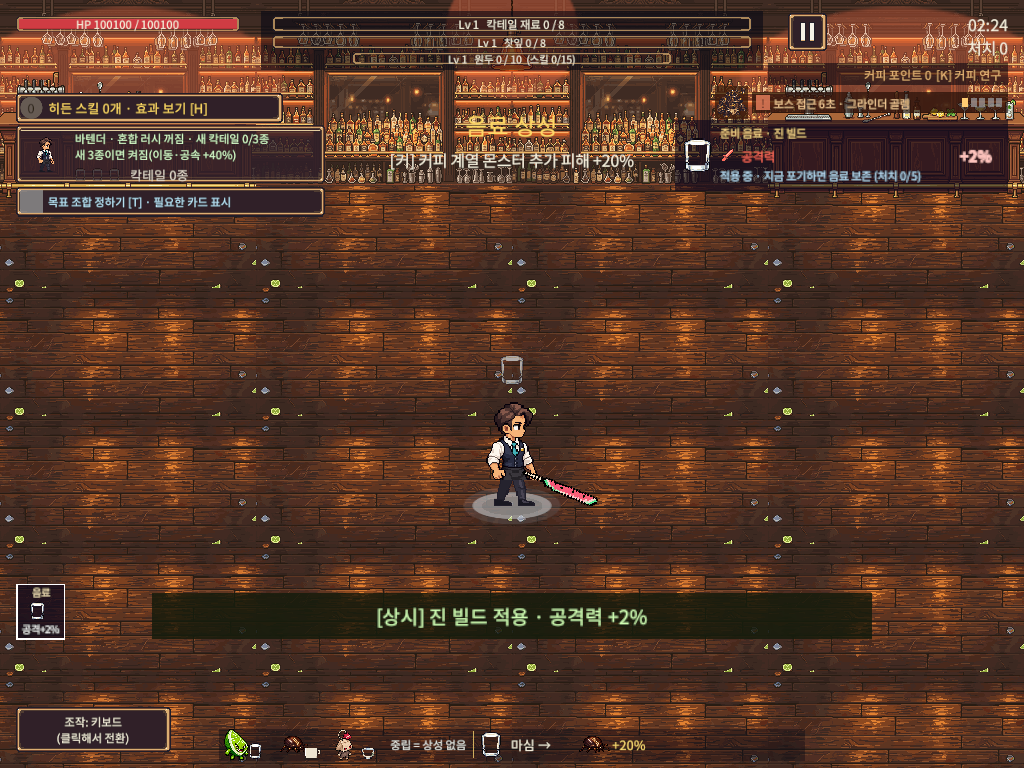 HP 100100 / 100100
Lv 1 칵테일 재료 0 / 8
Lv 1 찻잎 0 / 8
Lv 1 원두 0 / 10 (스킬 0/15)
02:24
처치 0
커피 포인트 0 [K] 커피 연구
0 히든 스킬 0개 · 효과 보기 [H]
! 보스 접근 6초 · 그라인더 골렘
바텐더 · 혼합 러시 꺼짐 · 새 칵테일 0/3종
새 3종이면 켜짐(이동·공속 +40%)
칵테일 0종
음료 상성
[커] 커피 계열 몬스터 추가 피해 +20%
준비 음료 · 진 빌드
공격력 +2%
적용 중 · 지금 포기하면 음료 보존 (처치 0/5)
목표 조합 정하기 [T] · 필요한 카드 표시
음료
공격+2%
[상시] 진 빌드 적용 · 공격력 +2%
조작: 키보드
(클릭해서 전환)
중립 = 상성 없음
마심 →
+20%